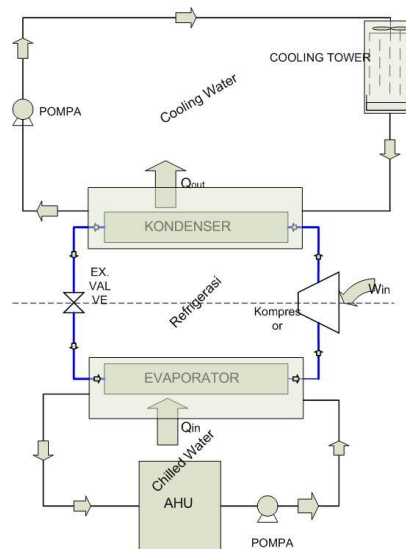 COOLING TOWER
POMPA
Cooling Water
Qout
KONDENSER
EX.
VAL
VE
Refrigerasi
Win
Kompres
or
EVAPORATOR
Qin
Chilled Water
AHU
POMPA